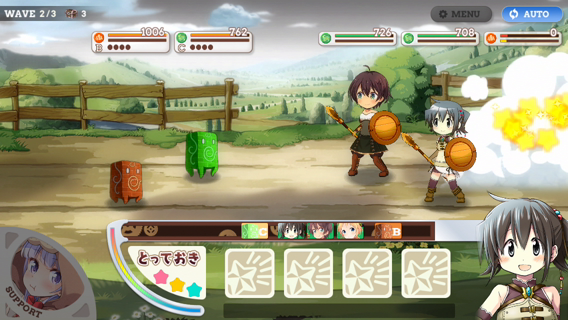 WAVE 2/3 3
MENU
AUTO
1006
B
762
C
726
708
0
C
B
とっておき
SUPPORT